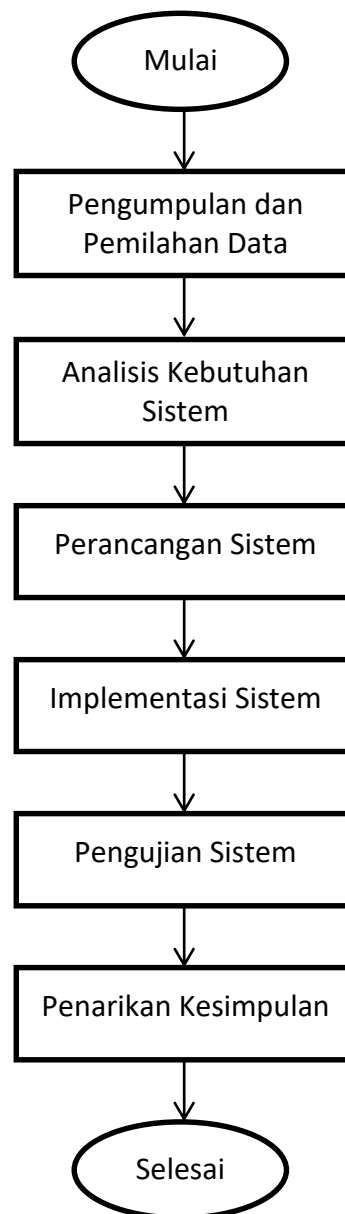 Mulai
Pengumpulan dan
Pemilahan Data
Analisis Kebutuhan
Sistem
Perancangan Sistem
Implementasi Sistem
Pengujian Sistem
Penarikan Kesimpulan
Selesai